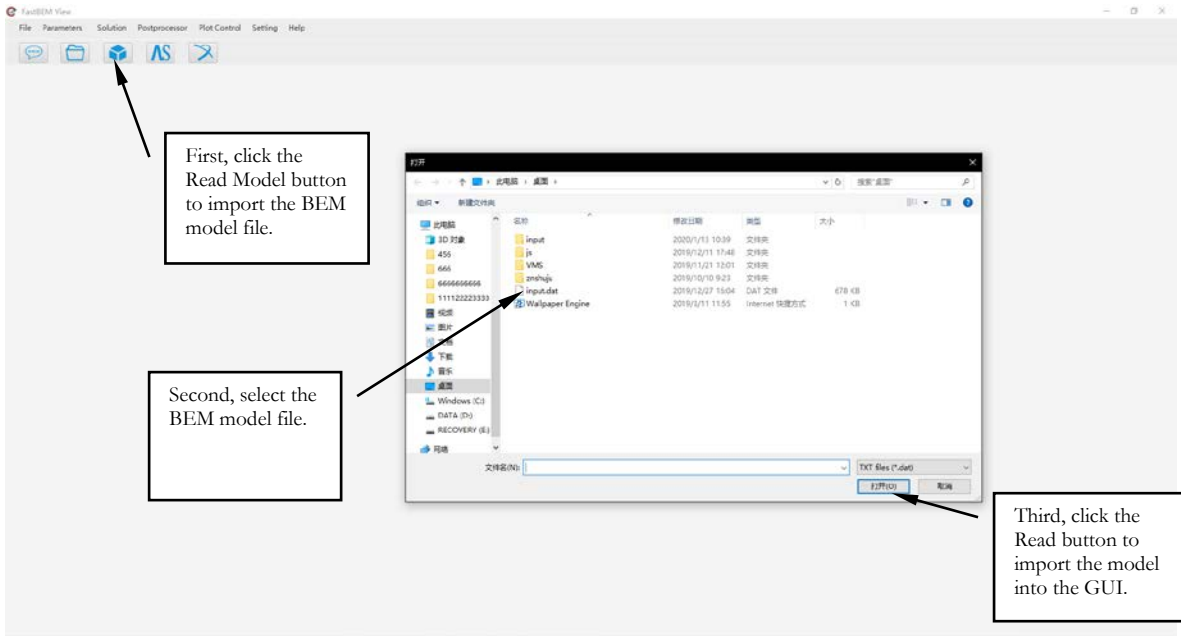 FastBEM View
File Parameters Solution Postprocessor Plot Control Setting Help
First, click the
Read Model button
to import the BEM
model file.
打开
此电脑 › 桌面 ›
搜索"桌面"
组织 新建文件夹
名称 修改日期 类型 大小
此电脑
3D 对象
456
666
6666666666
111122223333
视频
图片
文档
下载
音乐
桌面
Windows (C:)
DATA (D:)
RECOVERY (E:)
网络
input 2020/1/13 10:39 文件夹
js 2019/12/11 17:48 文件夹
VMS 2019/11/21 13:01 文件夹
znshujs 2019/10/10 9:23 文件夹
input.dat 2019/12/27 15:04 DAT 文件 678 KB
Wallpaper Engine 2019/1/11 11:55 Internet 快捷方式 1 KB
Second, select the
BEM model file.
文件名(N): TXT files (*.dat)
打开(O) 取消
Third, click the
Read button to
import the model
into the GUI.